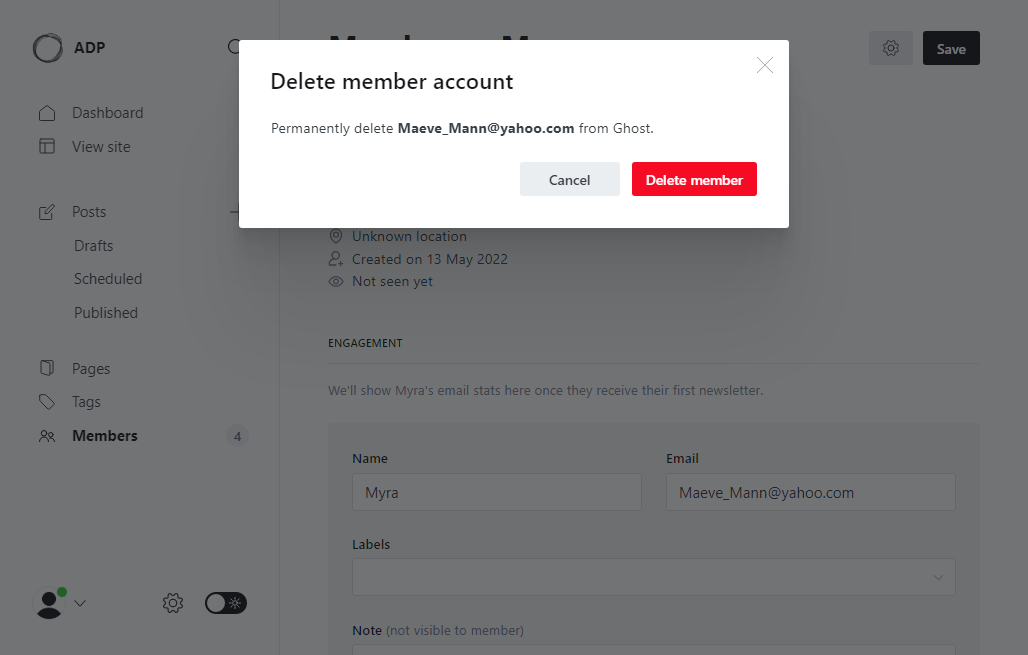 ADP
Save
Delete member account
Permanently delete Maeve_Mann@yahoo.com from Ghost.
Cancel
Delete member
Dashboard
View site
Posts
Drafts
Scheduled
Published
Pages
Tags
Members
4
Unknown location
Created on 13 May 2022
Not seen yet
ENGAGEMENT
We'll show Myra's email stats here once they receive their first newsletter.
Name
Email
Myra
Maeve_Mann@yahoo.com
Labels
Note (not visible to member)